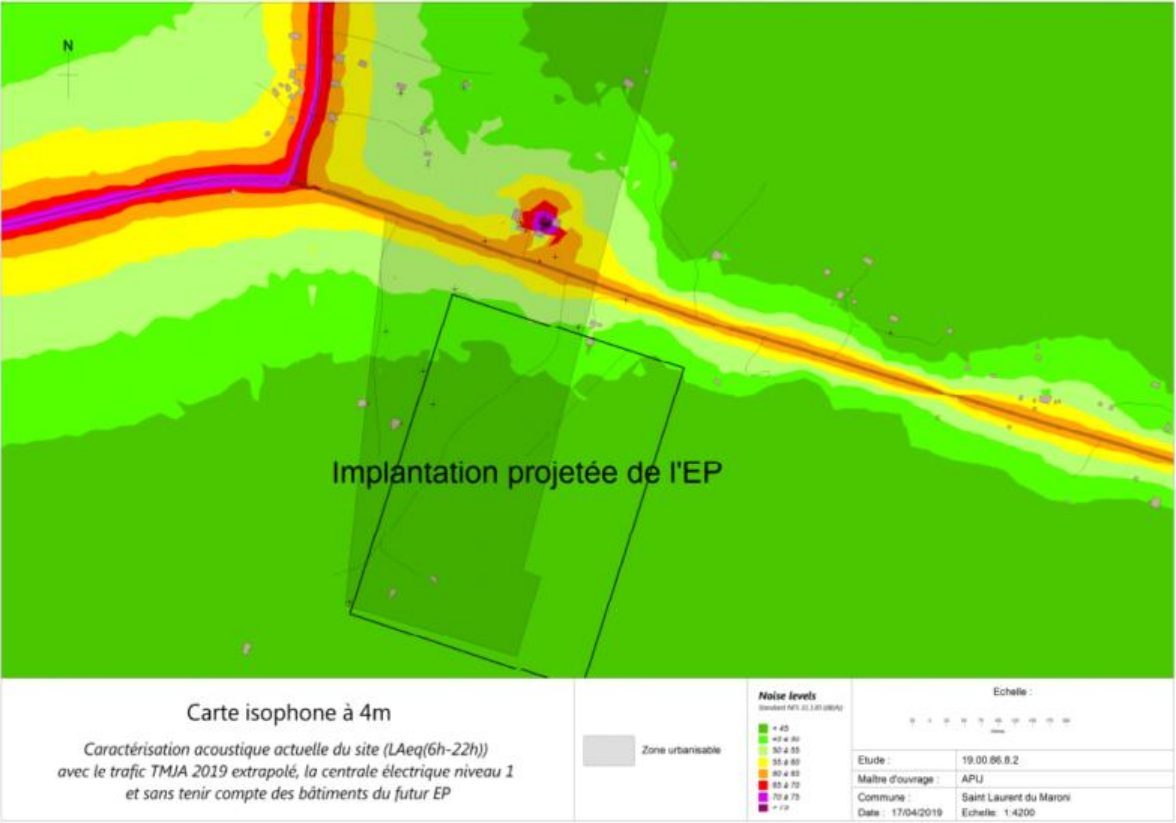 N
Implantation projetée de l'EP
Carte isophone à 4m
Caractérisation acoustique actuelle du site (LAeq(6h-22h))
avec le trafic TMJA 2019 extrapolé, la centrale électrique niveau 1
et sans tenir compte des bâtiments du futur EP
Zone urbanisable
Noise levels
< 45
45 à 50
50 à 55
55 à 60
60 à 65
65 à 70
70 à 75
> 75
Echelle :
Etude : 19.00.86.8.2
Maître d'ouvrage : APIJ
Commune : Saint Laurent du Maroni
Date : 17/04/2019 Echelle: 1:4200